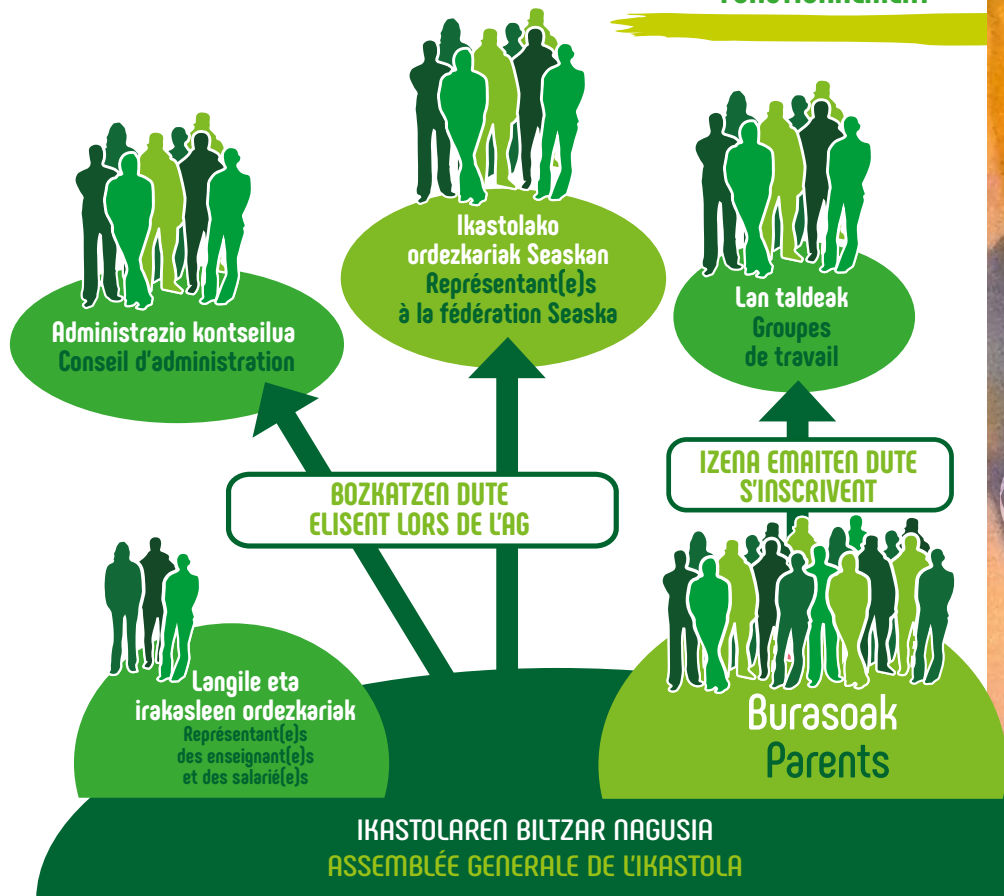 Ikastolako
ordezkariak Seaskan
Représentant(e)s
à la fédération Seaska
Administrazio kontseilua
Conseil d'administration
Lan taldeak
Groupes
de travail
BOZKATZEN DUTE
ELISENT LORS DE L'AG
IZENA EMAITEN DUTE
S'INSCRIVENT
Langile eta
irakasleen ordezkariak
Représentant(e)s
des enseignant(e)s
et des salarié(e)s
Burasoak
Parents
IKASTOLAREN BILTZAR NAGUSIA
ASSEMBLÉE GENERALE DE L'IKASTOLA